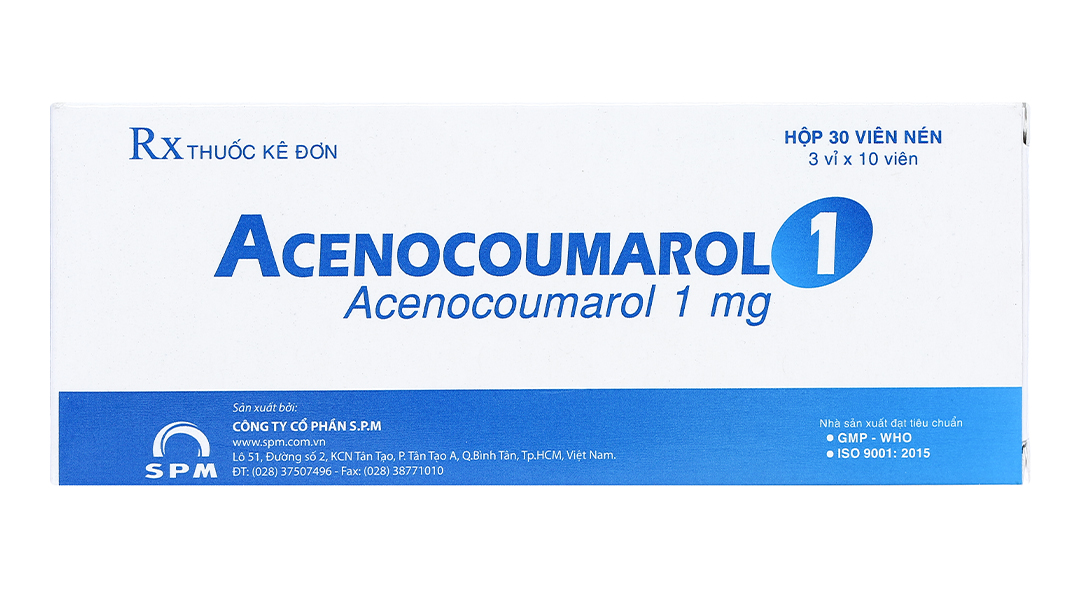 Rx THUỐC KÊ ĐƠN
HỘP 30 VIÊN NÉN
3 vỉ x 10 viên
ACENOCOUMAROL 1
Acenocoumarol 1 mg
SPM
Sản xuất bởi:
CÔNG TY CỔ PHẦN S.P.M
www.spm.com.vn
Lô 51, Đường số 2, KCN Tân Tạo, P. Tân Tạo A, Q.Bình Tân, Tp.HCM, Việt Nam.
ĐT: (028) 37507496 - Fax: (028) 38771010
Nhà sản xuất đạt tiêu chuẩn
● GMP - WHO
● ISO 9001: 2015